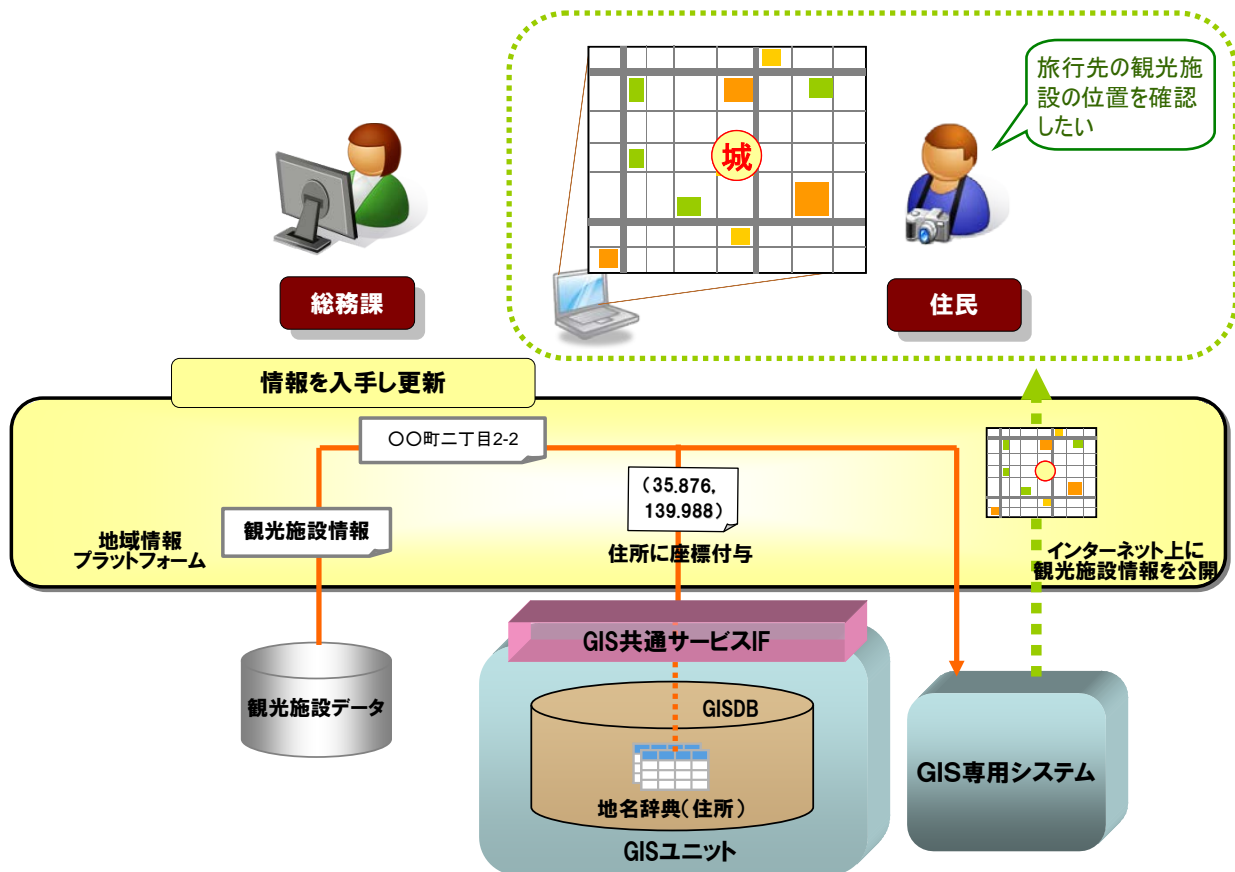 旅行先の観光施
設の位置を確認
したい
城
総務課
住民
情報を入手し更新
〇〇町二丁目2-2
(35.876,
139.988)
観光施設情報
地域情報
プラットフォーム
住所に座標付与
インターネット上に
観光施設情報を公開
GIS共通サービスIF
観光施設データ
GISDB
地名辞典(住所)
GISユニット
GIS専用システム